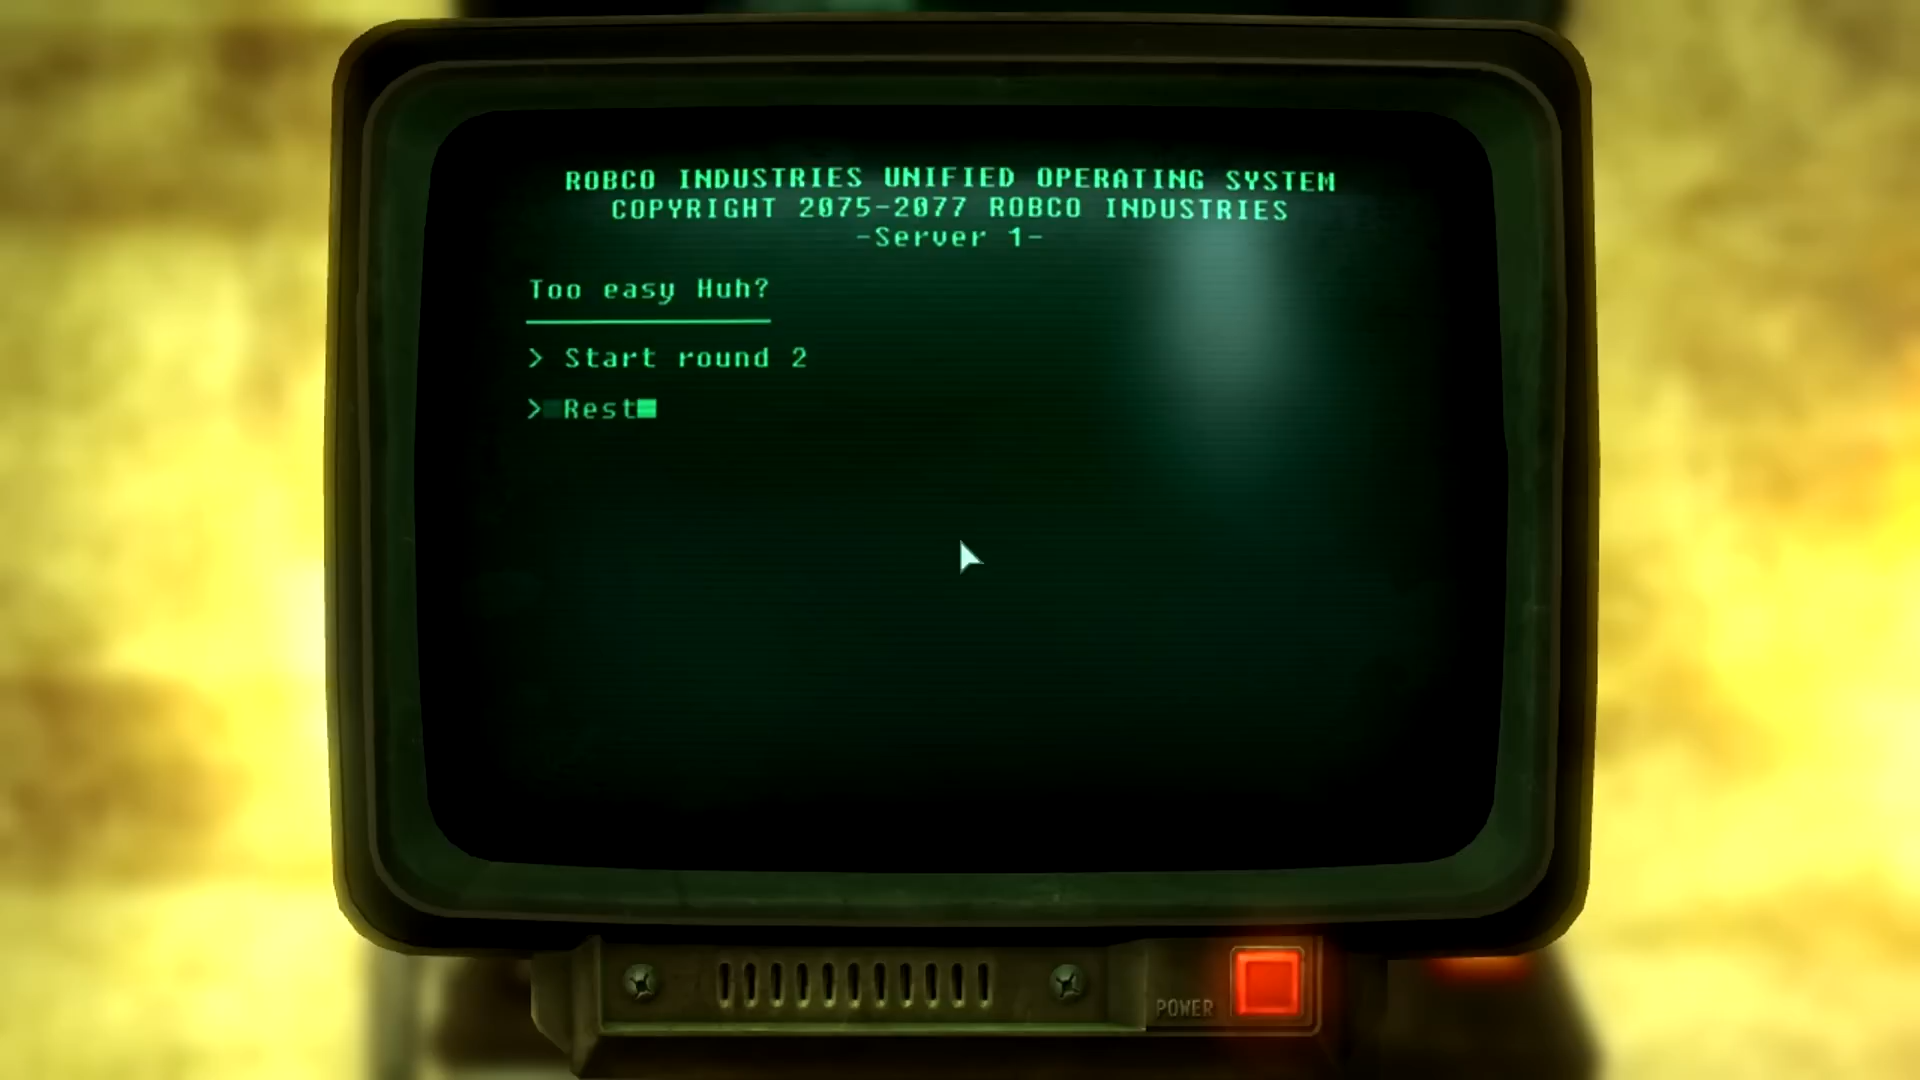 ROBCO INDUSTRIES UNIFIED OPERATING SYSTEM
COPYRIGHT 2075-2077 ROBCO INDUSTRIES
-Server 1-
Too easy Huh?
> Start round 2
> Rest
POWER